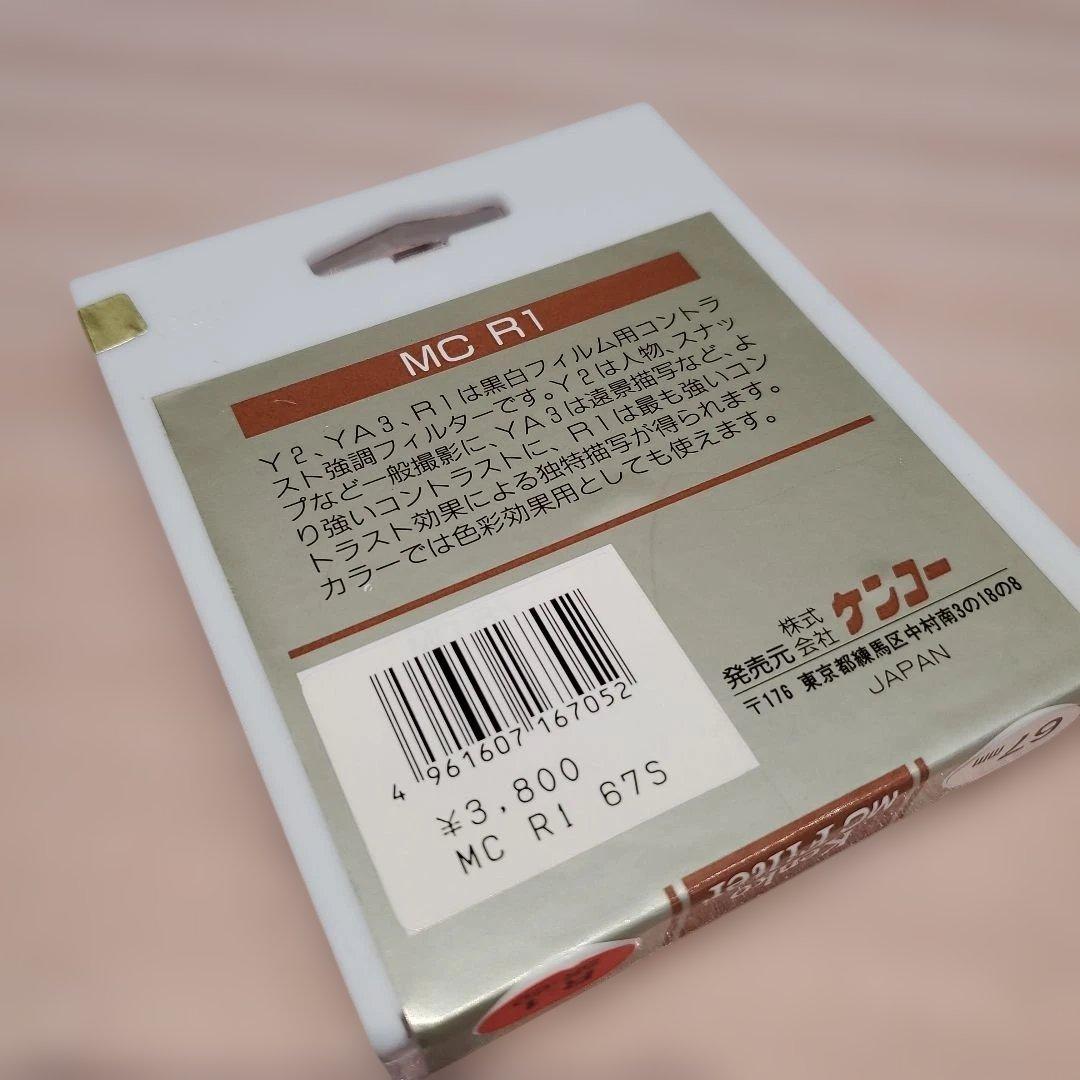 MC R1
Y2、YA3、R1は黒白フィルム用コントラ
スト強調フィルターです。Y2は人物、スナッ
プなど一般撮影に、YA3は遠景描写など、よ
り強いコントラストに、R1は最も強いコン
トラスト効果による独特描写が得られます。
カラーでは色彩効果用としても使えます。
4 961607 167052
¥3,800
MC R1 67S
発売元 株式会社 ケンコー
〒176 東京都練馬区中村南3の18の8
JAPAN
67mm
Kenko
MC FILTER